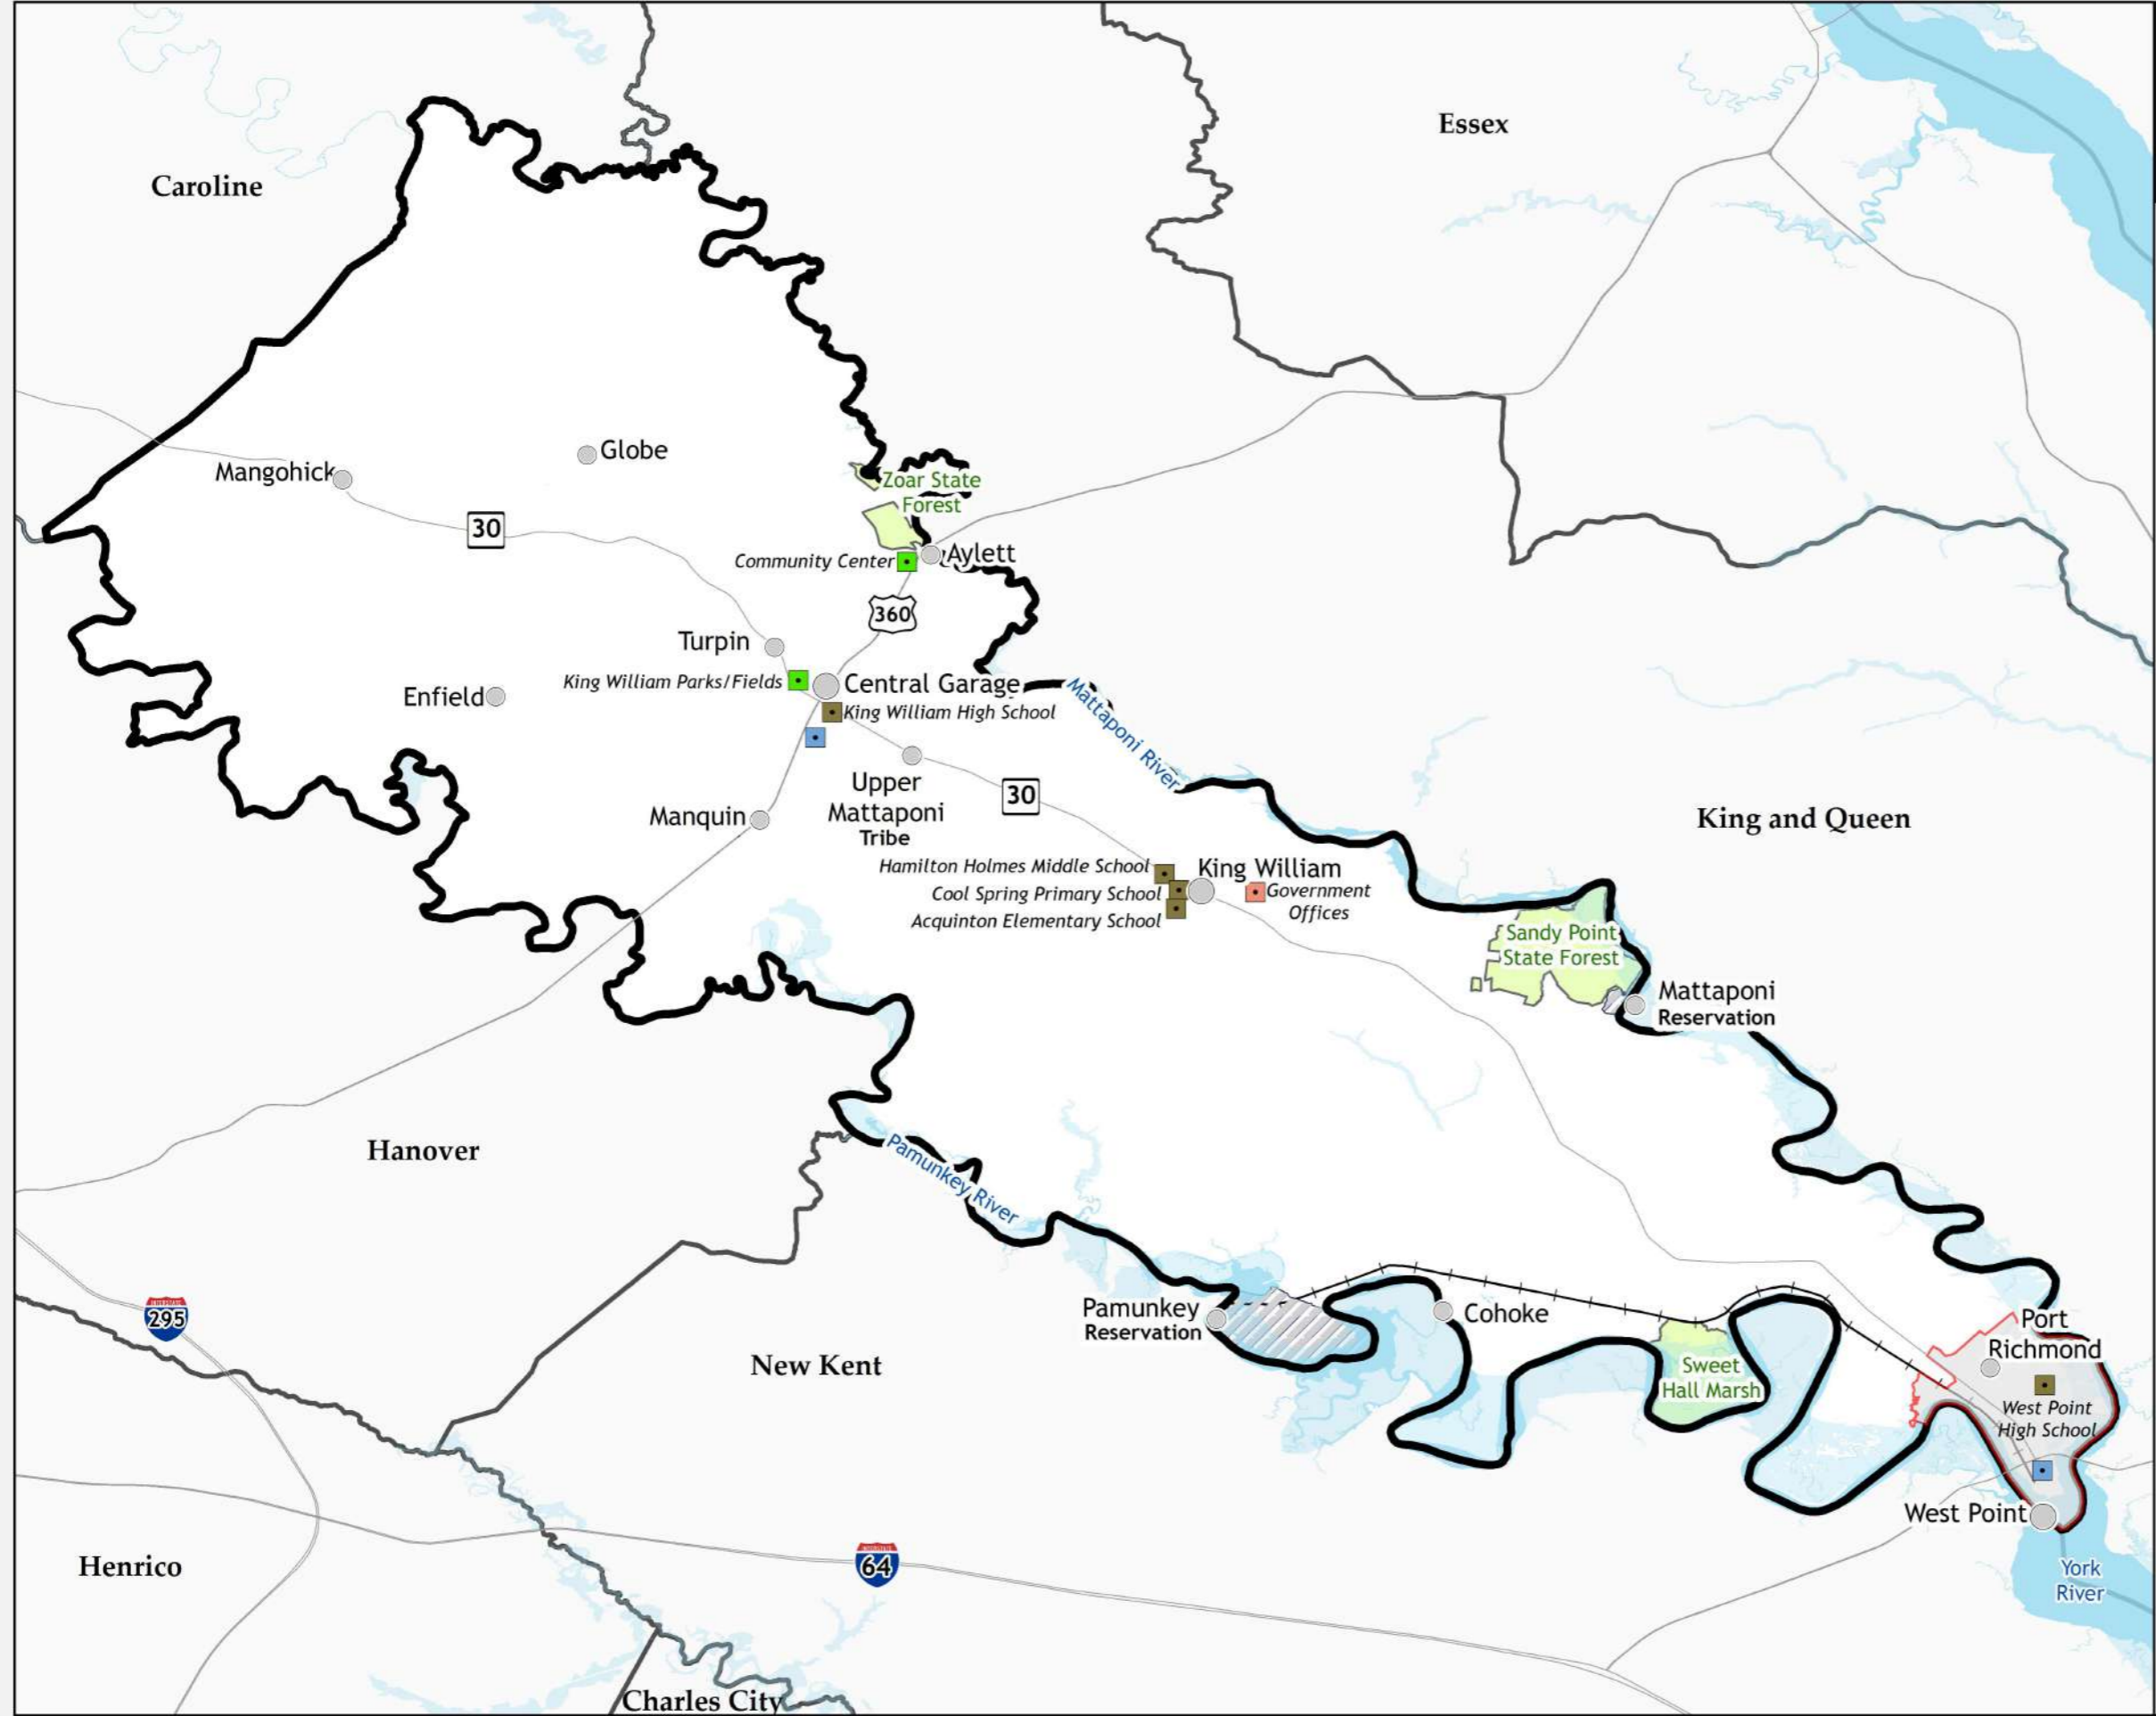 Essex
Caroline
Globe
Mangohick
Zoar State
Forest
30
Community Center
Aylett
360
Turpin
King William Parks/Fields
Central Garage
Enfield
King William High School
Mattaponi River
Upper
Mattaponi
Tribe
30
Manquin
King and Queen
Hamilton Holmes Middle School
King William
Cool Spring Primary School
Government
Offices
Acquinton Elementary School
Sandy Point
State Forest
Mattaponi
Reservation
Hanover
Pamunkey River
295
Pamunkey
Reservation
Cohoke
Port
Richmond
New Kent
Sweet
Hall Marsh
West Point
High School
West Point
64
Henrico
York
River
Charles City